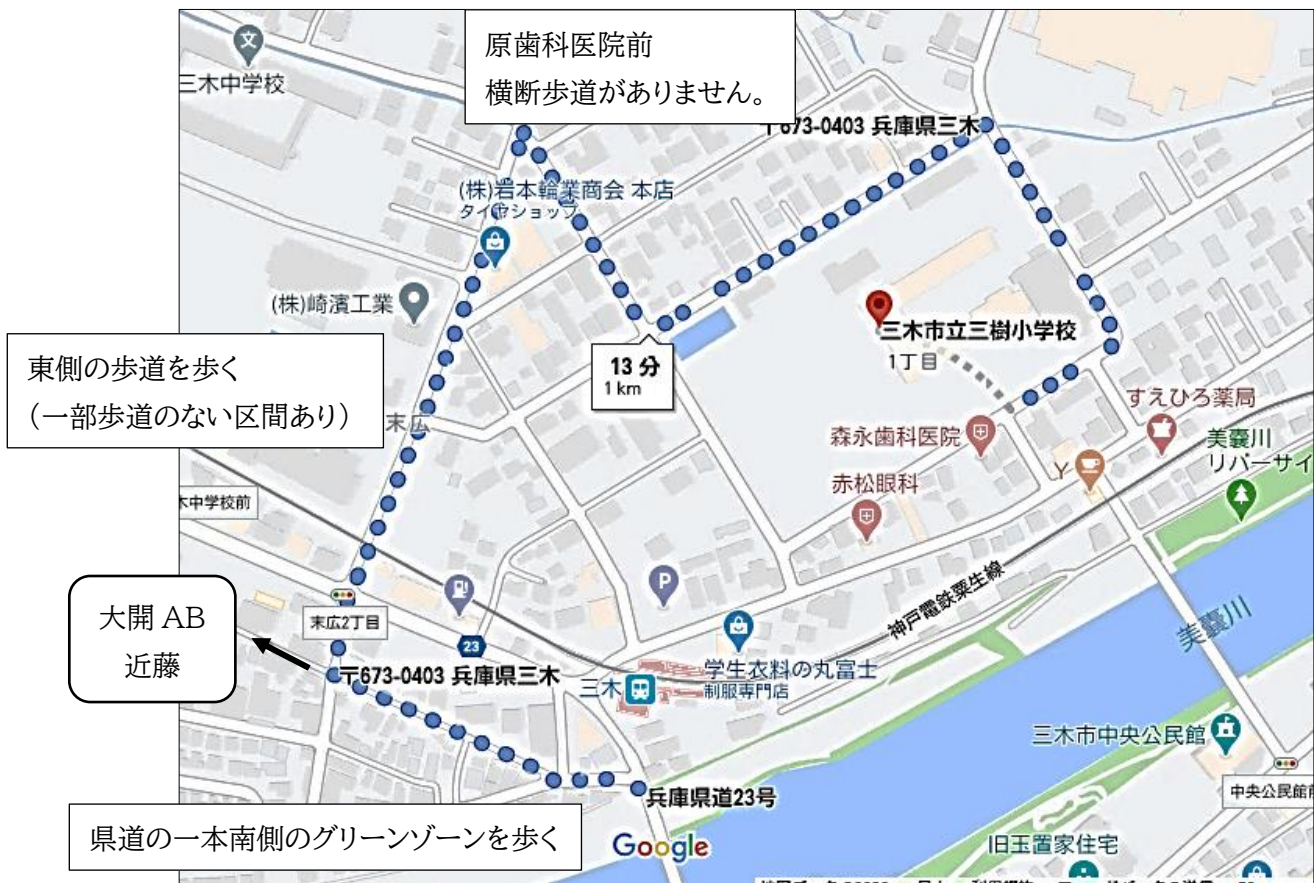 原歯科医院前
横断歩道がありません。
文
三木中学校
〒673-0403 兵庫県三木
(株)岩本輪業商会 本店
タイヤショップ
(株)崎濱工業
三木市立三樹小学校
1丁目
13 分
1 km
東側の歩道を歩く
（一部歩道のない区間あり）
末広
すえひろ薬局
森永歯科医院
美嚢川
リバーサイ
Y
赤松眼科
木中学校前
P
神戸電鉄粟生線
大開 AB
近藤
末広2丁目
23
美嚢川
〒673-0403 兵庫県三木
三木
学生衣料の丸富士
制服専門店
三木市中央公民館
兵庫県道23号
中央公民館前
県道の一本南側のグリーンゾーンを歩く
Google
旧玉置家住宅